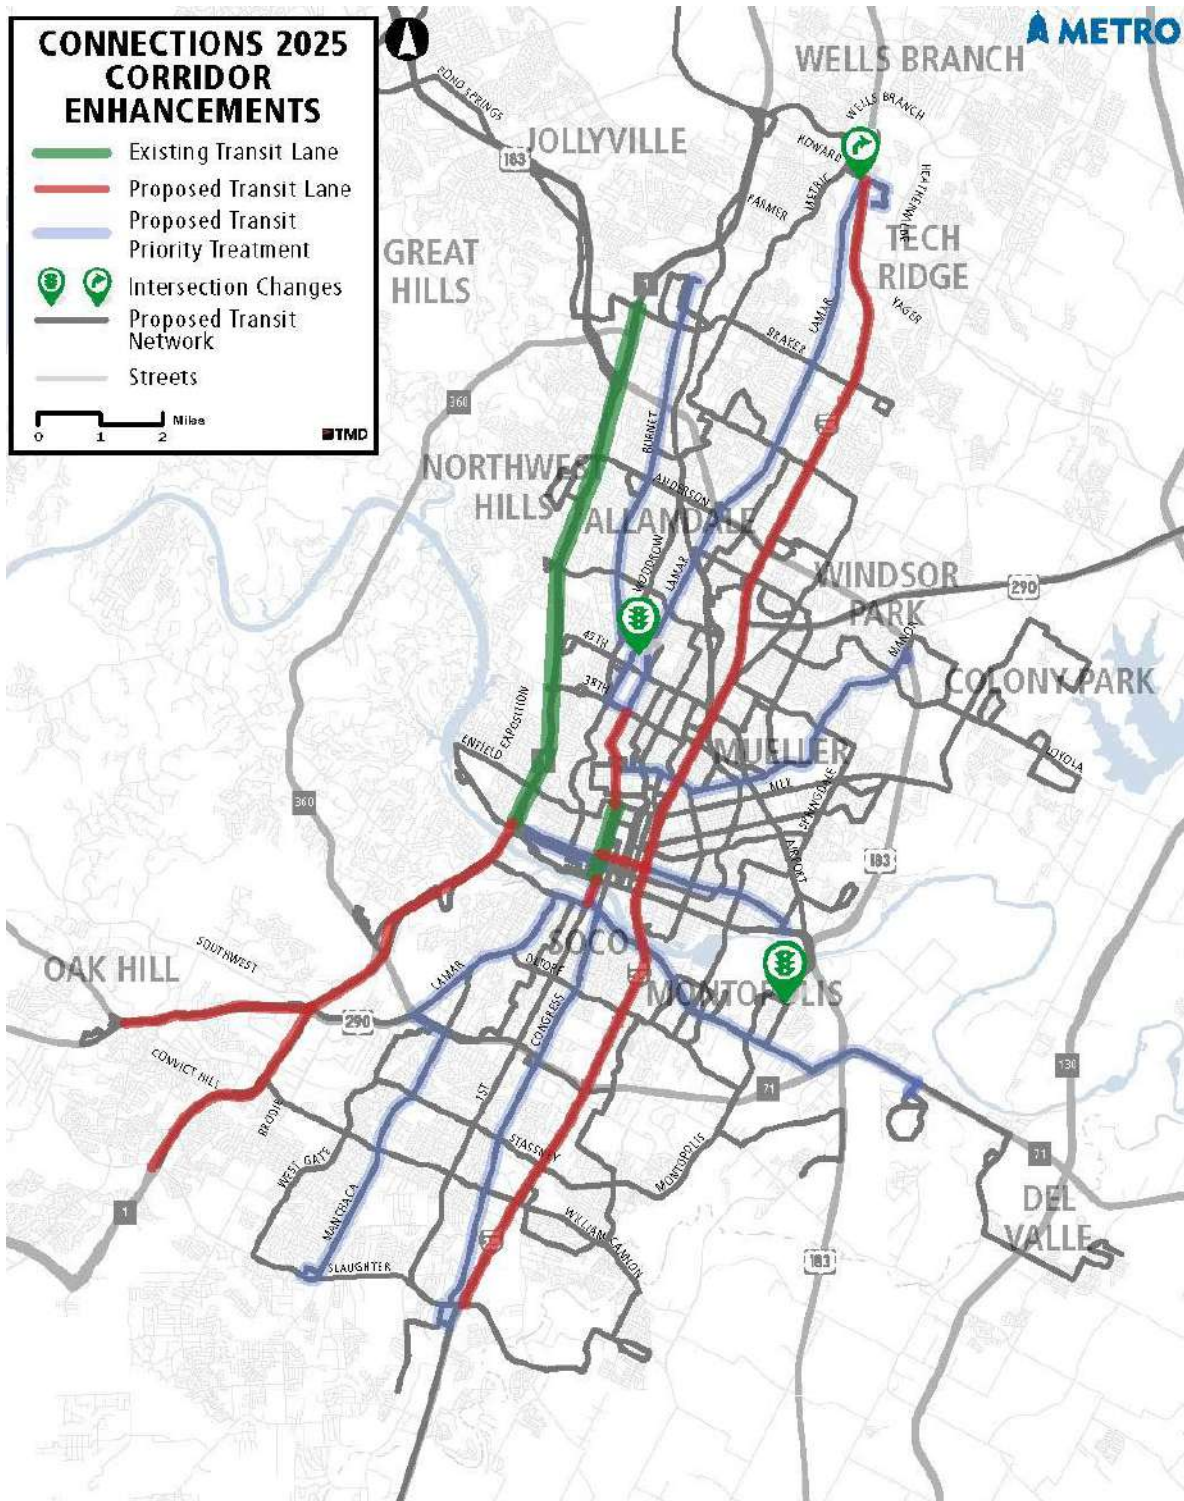 CONNECTIONS 2025
CORRIDOR
ENHANCEMENTS
Existing Transit Lane
Proposed Transit Lane
Proposed Transit
Priority Treatment
Intersection Changes
Proposed Transit
Network
Streets
Miles
0 1 2
TMD
METRO
WELLS BRANCH
POND SPRINGS
WELLS BRANCH
JOLLYVILLE
183
HOWARD
METRIC
PARMER
HEATHERWILDE
GREAT
HILLS
TECH
RIDGE
1
LAMAR
YAGER
BRAKER
360
BURNET
NORTHWEST
HILLS
ANDERSON
ALLANDALE
WOODROW
LAMAR
WINDSOR
PARK
290
45TH
MANOR
38TH
COLONY PARK
EXPOSITION
ENFIELD
MUELLER
LOYOLA
MLK
SPRINGDALE
360
AIRPORT
183
SOUTHWEST
SOCO
OAK HILL
LAMAR
OLTORF
MONTOPOLIS
290
CONGRESS
CONVICT HILL
71
130
1ST
BRODIE
STASSNEY
WEST GATE
MONTOPOLIS
71
1
MANCHACA
DEL
VALLE
WILLIAM CANNON
SLAUGHTER
183